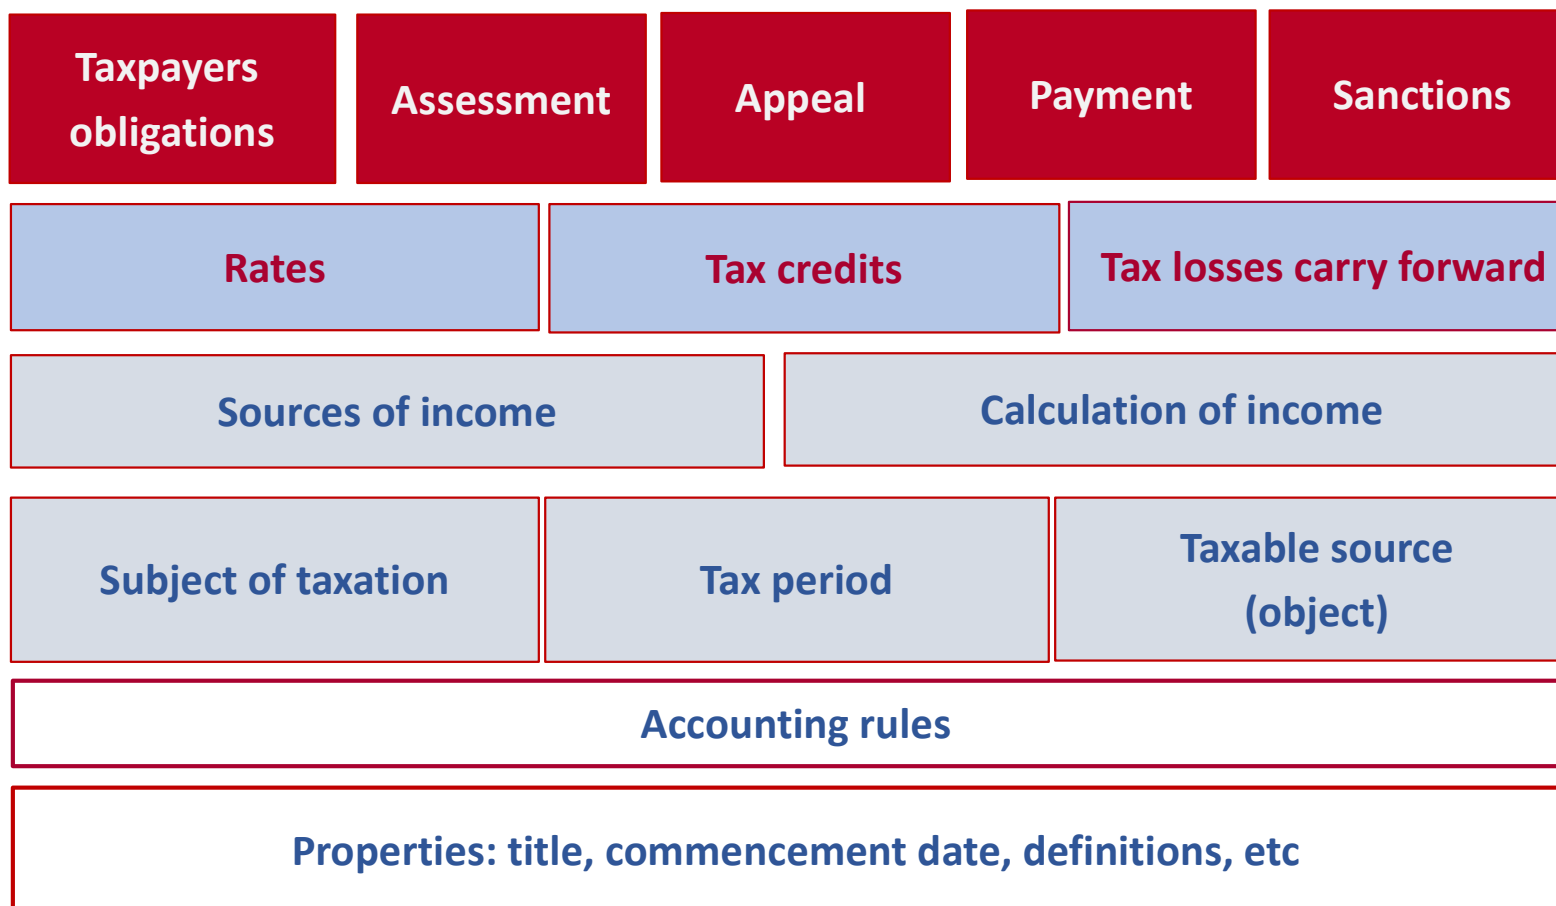 Taxpayers
obligations
Assessment
Appeal
Payment
Sanctions
Rates
Tax credits
Tax losses carry forward
Sources of income
Calculation of income
Subject of taxation
Tax period
Taxable source
(object)
Accounting rules
Properties: title, commencement date, definitions, etc